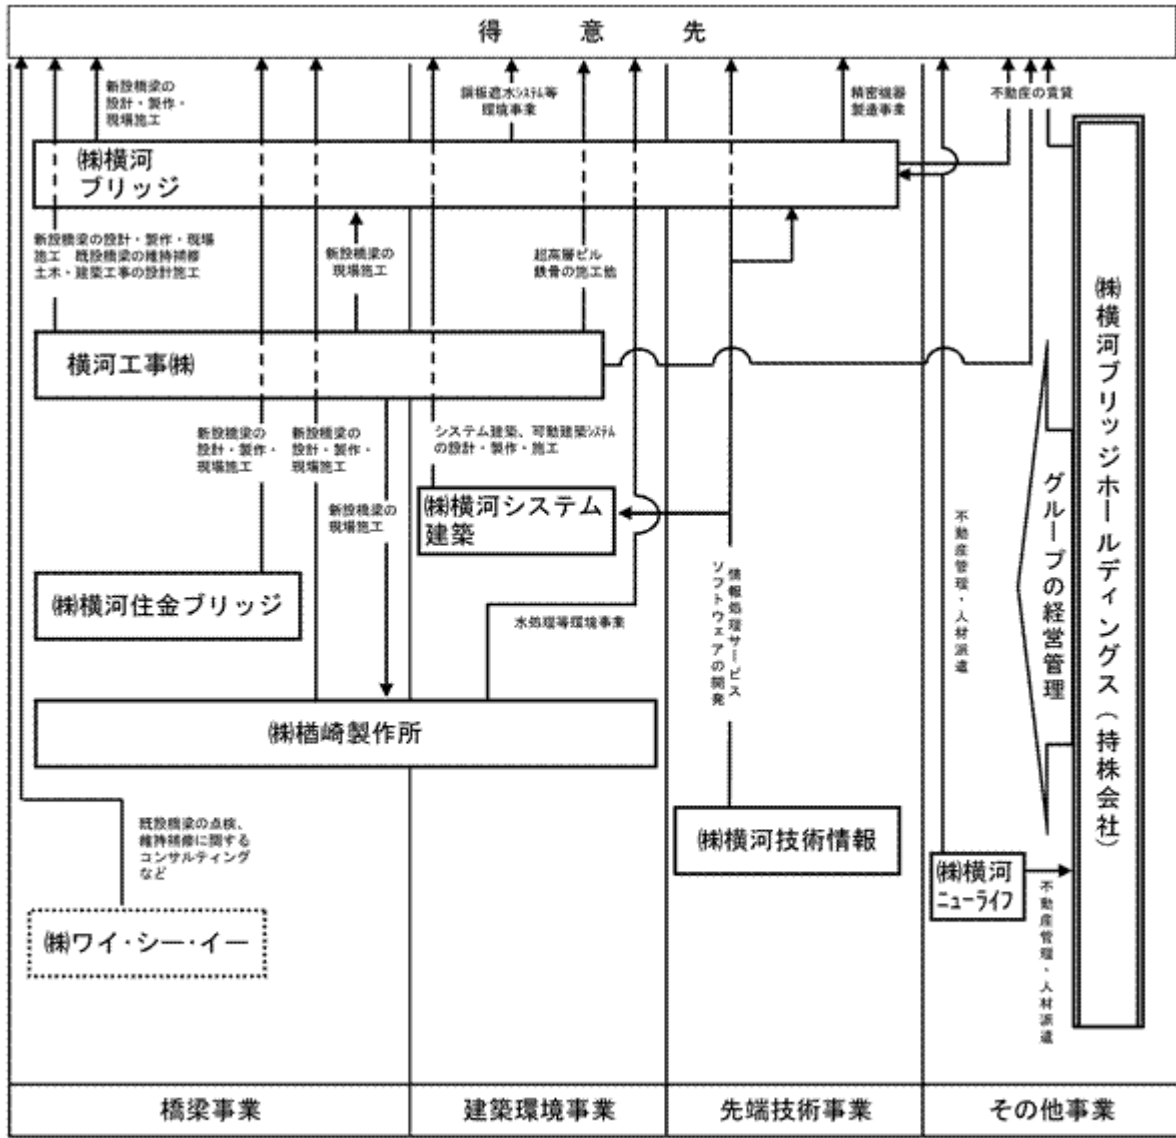 得意先
新設橋梁の
設計・製作・
現場施工
鋼板遮水システム等
環境事業
精密機器
製造事業
不動産の賃貸
㈱横河
ブリッジ
新設橋梁の設計・製作・現場
施工　既設橋梁の維持補修
土木・建築工事の設計施工
新設橋梁の
現場施工
超高層ビル
鉄骨の施工他
横河工事㈱
新設橋梁の
設計・製作・
現場施工
新設橋梁の
設計・製作・
現場施工
システム建築、可動建築システム
の設計・製作・施工
新設橋梁の
現場施工
㈱横河システム
建築
㈱横河住金ブリッジ
水処理等環境事業
情報処理サービス
ソフトウェアの開発
不動産管理・人材派遣
グループの経営管理
㈱横河ブリッジホールディングス（持株会社）
㈱楢崎製作所
既設橋梁の点検、
維持補修に関する
コンサルティング
など
㈱横河技術情報
㈱横河
ニューライフ
不動産管理・人材派遣
㈱ワイ・シー・イー
橋梁事業
建築環境事業
先端技術事業
その他事業